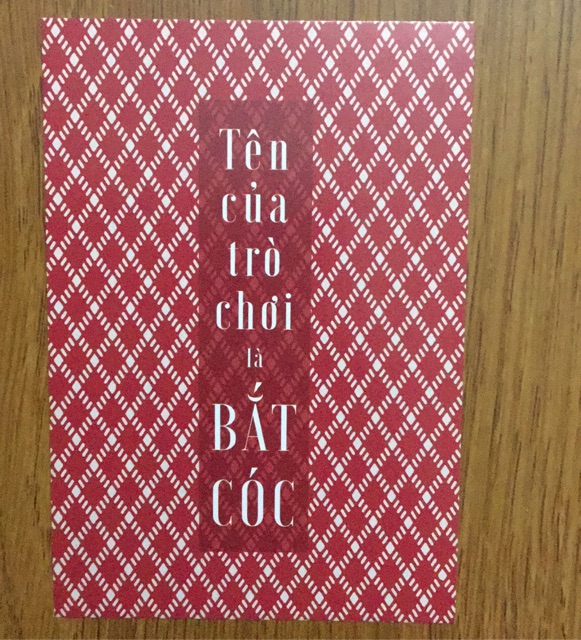 Tên
của
trò
chơi
là
BẮT
CÓC